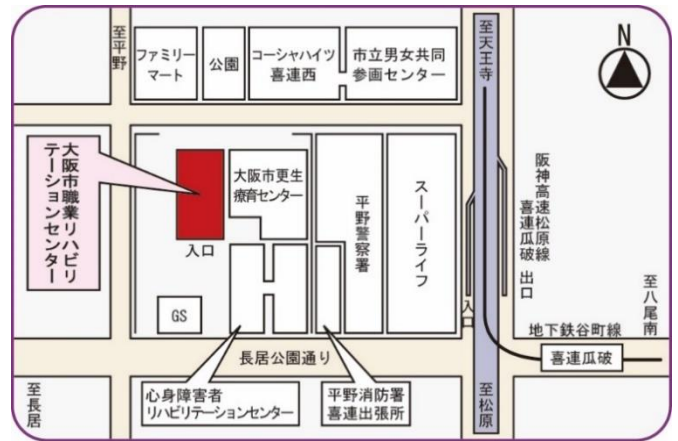 至平野
ファミリー
マート
公園
コーシャハイツ
喜連西
市立男女共同
参画センター
至天王寺
N
大阪市職業リハビリ
テーションセンター
入口
大阪市更生
療育センター
平野警察署
スーパーライフ
阪神高速松原線
喜連瓜破 出口
入口
至八尾南
GS
長居公園通り
地下鉄谷町線
喜連瓜破
至長居
心身障害者
リハビリテーションセンター
平野消防署
喜連出張所
至松原